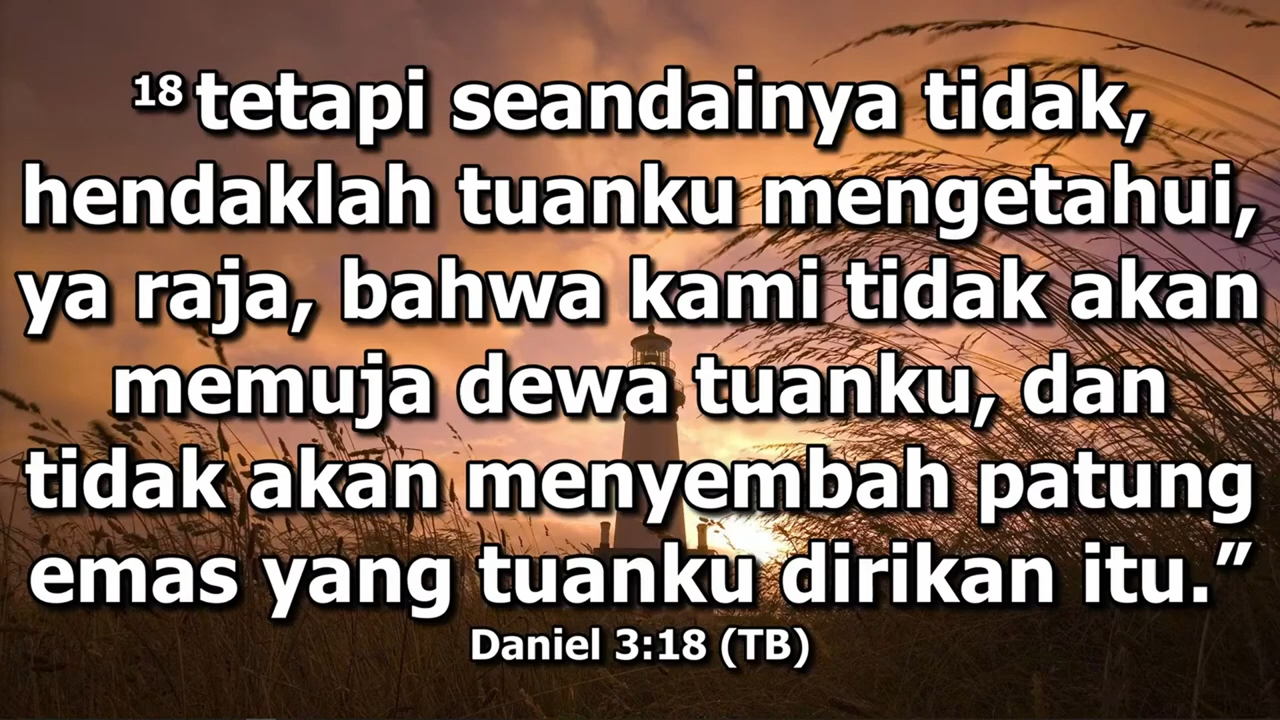 18 tetapi seandainya tidak,
hendaklah tuanku mengetahui,
ya raja, bahwa kami tidak akan
memuja dewa tuanku, dan
tidak akan menyembah patung
emas yang tuanku dirikan itu.”
Daniel 3:18 (TB)